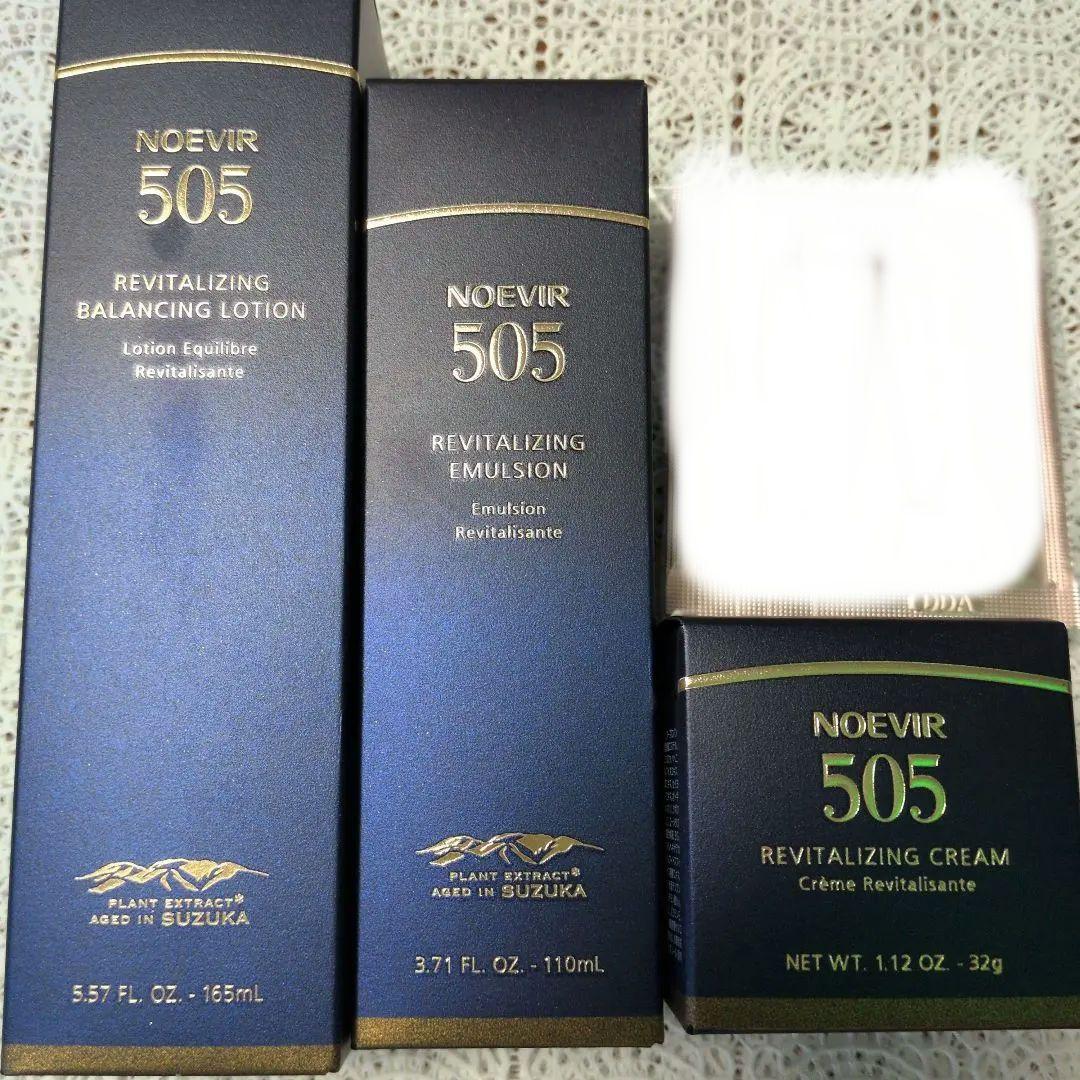 NOEVIR
505
REVITALIZING
BALANCING LOTION
Lotion Equilibre
Revitalisante
PLANT EXTRACT*
AGED IN SUZUKA
5.57 FL. OZ. - 165mL
NOEVIR
505
REVITALIZING
EMULSION
Emulsion
Revitalisante
PLANT EXTRACT*
AGED IN SUZUKA
3.71 FL. OZ. - 110mL
NOEVIR
505
REVITALIZING CREAM
Crème Revitalisante
NET WT. 1.12 OZ. - 32g